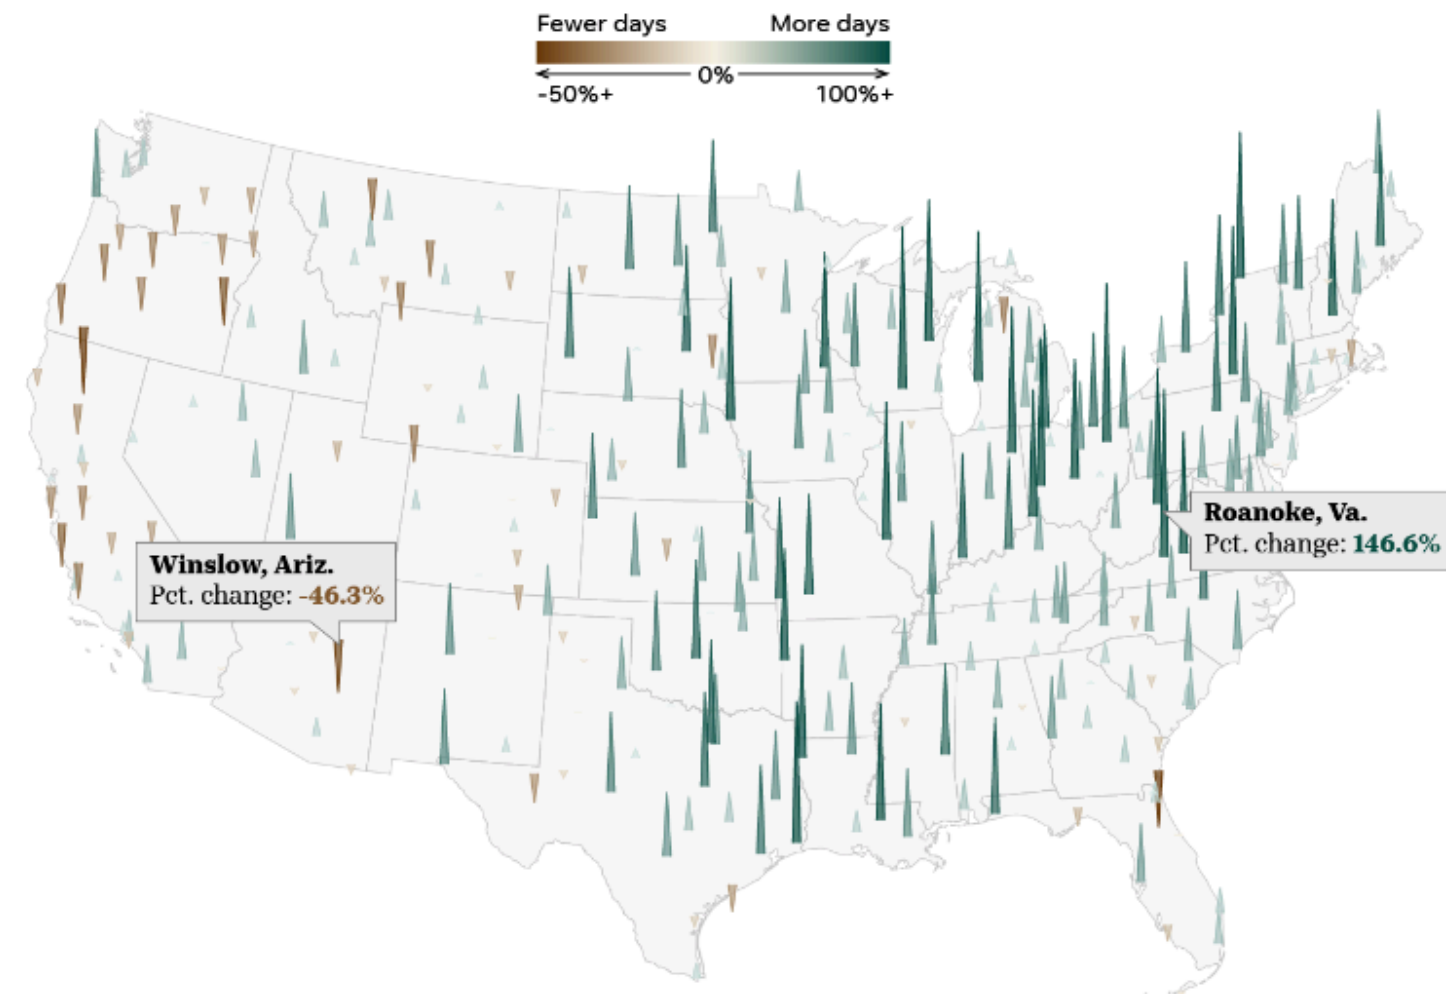 Fewer days More days
0%
-50%+ 100%+
Roanoke, Va.
Pct. change: 146.6%
Winslow, Ariz.
Pct. change: -46.3%